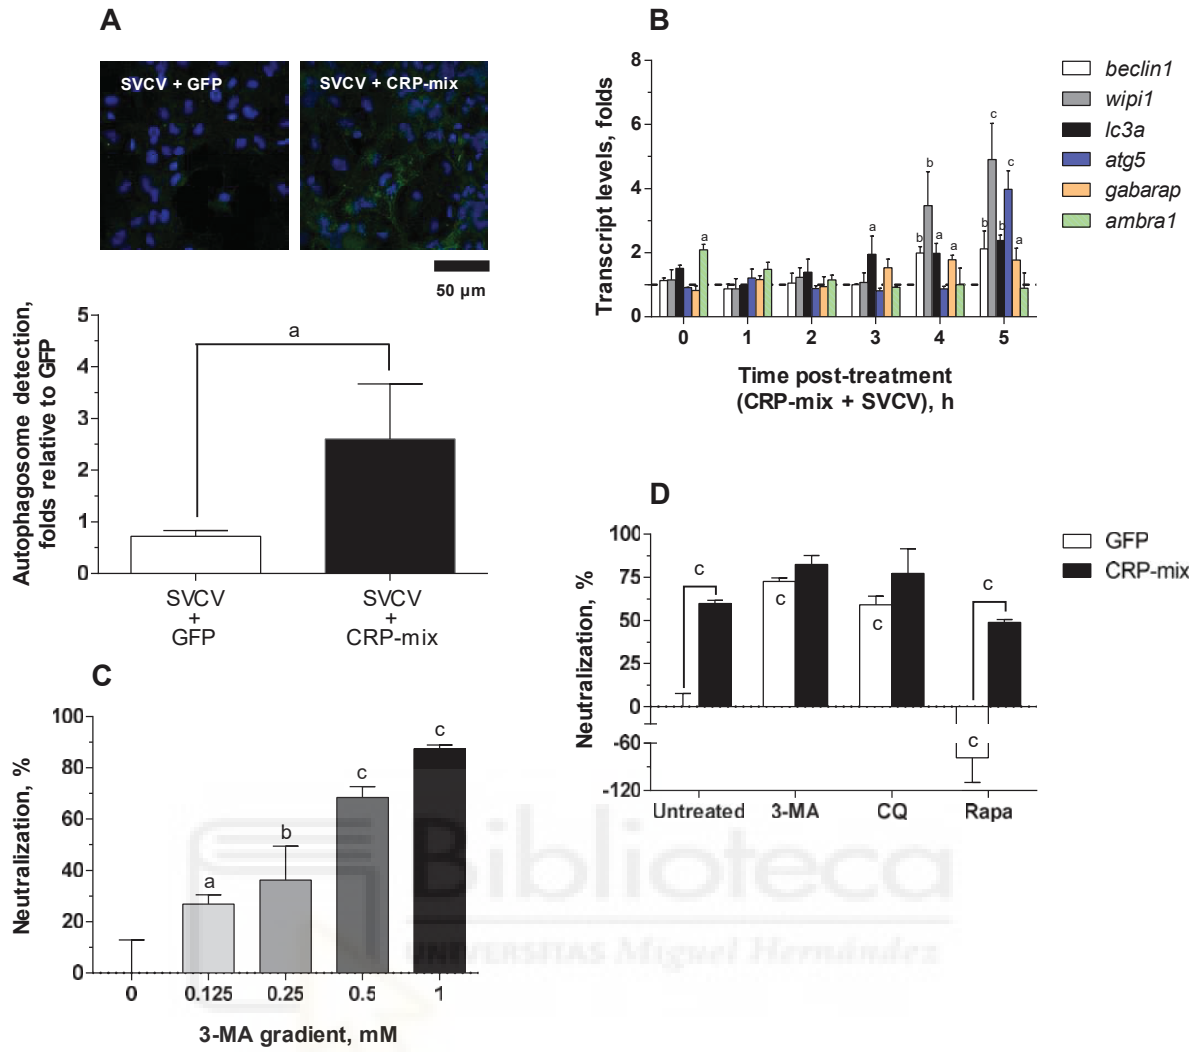 A
SVCV + GFP
SVCV + CRP-mix
50 µm
Autophagosome detection,
folds relative to GFP
5
4
3
2
1
0
a
SVCV
+
GFP
SVCV
+
CRP-mix
B
Transcript levels, folds
8
6
4
2
0
a
a
b
b
a
a
b
c
b
c
a
0 1 2 3 4 5
Time post-treatment
(CRP-mix + SVCV), h
beclin1
wipi1
lc3a
atg5
gabarap
ambra1
C
Neutralization, %
100
80
60
40
20
0
a
b
c
c
0 0.125 0.25 0.5 1
3-MA gradient, mM
D
Neutralization, %
100
75
50
25
0
-60
-120
c
c
c
c
c
Untreated 3-MA CQ Rapa
GFP
CRP-mix
Biblioteca
UNIVERSITAS Miguel Hernández